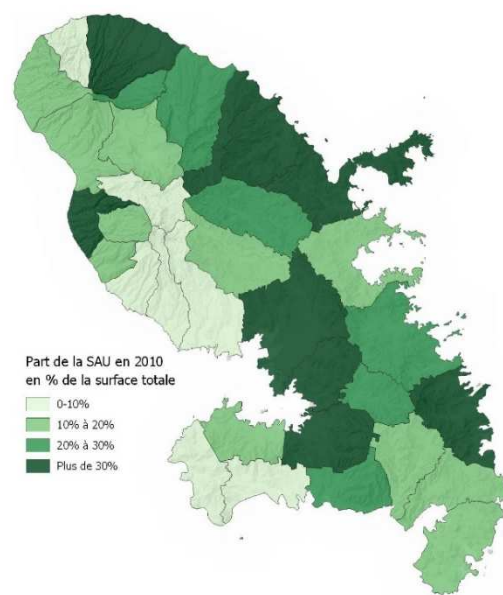 Part de la SAU en 2010
en % de la surface totale
0-10%
10% à 20%
20% à 30%
Plus de 30%